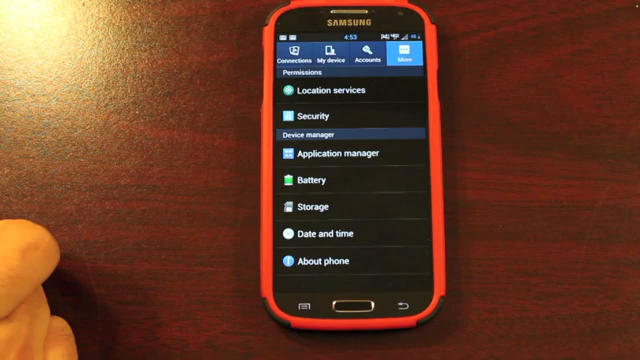 SAMSUNG
4:53
Connections My device Accounts More
Permissions
Location services
Security
Device manager
Application manager
Battery
Storage
Date and time
About phone